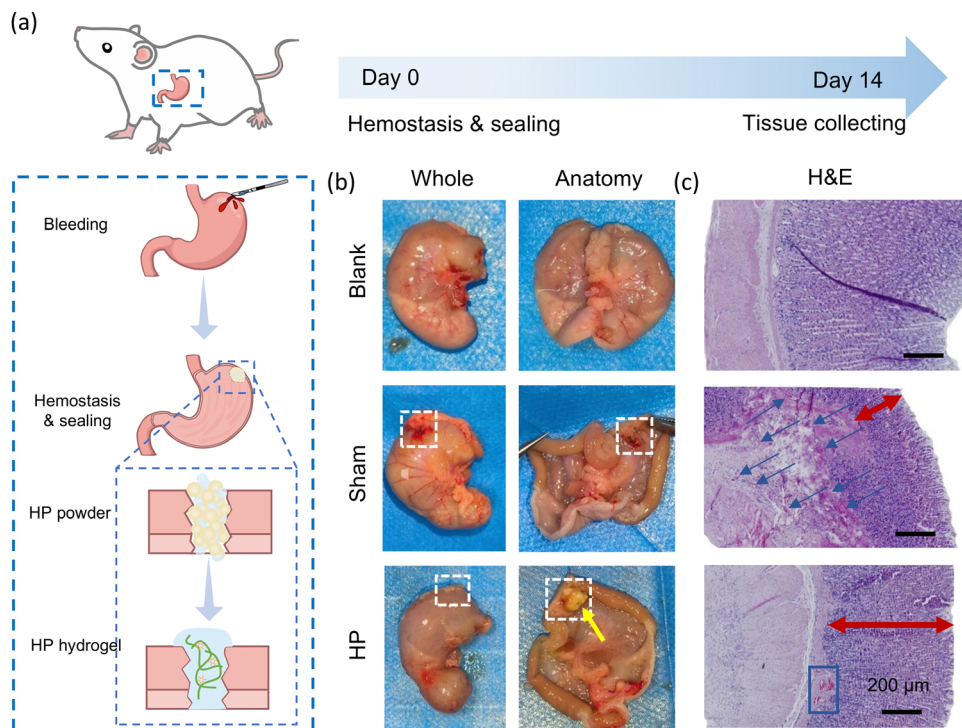 (a)
Day 0
Day 14
Hemostasis & sealing
Tissue collecting
Bleeding
Hemostasis
& sealing
HP powder
HP hydrogel
(b)
Whole
Anatomy
Blank
Sham
HP
(c)
H&E
200 μm